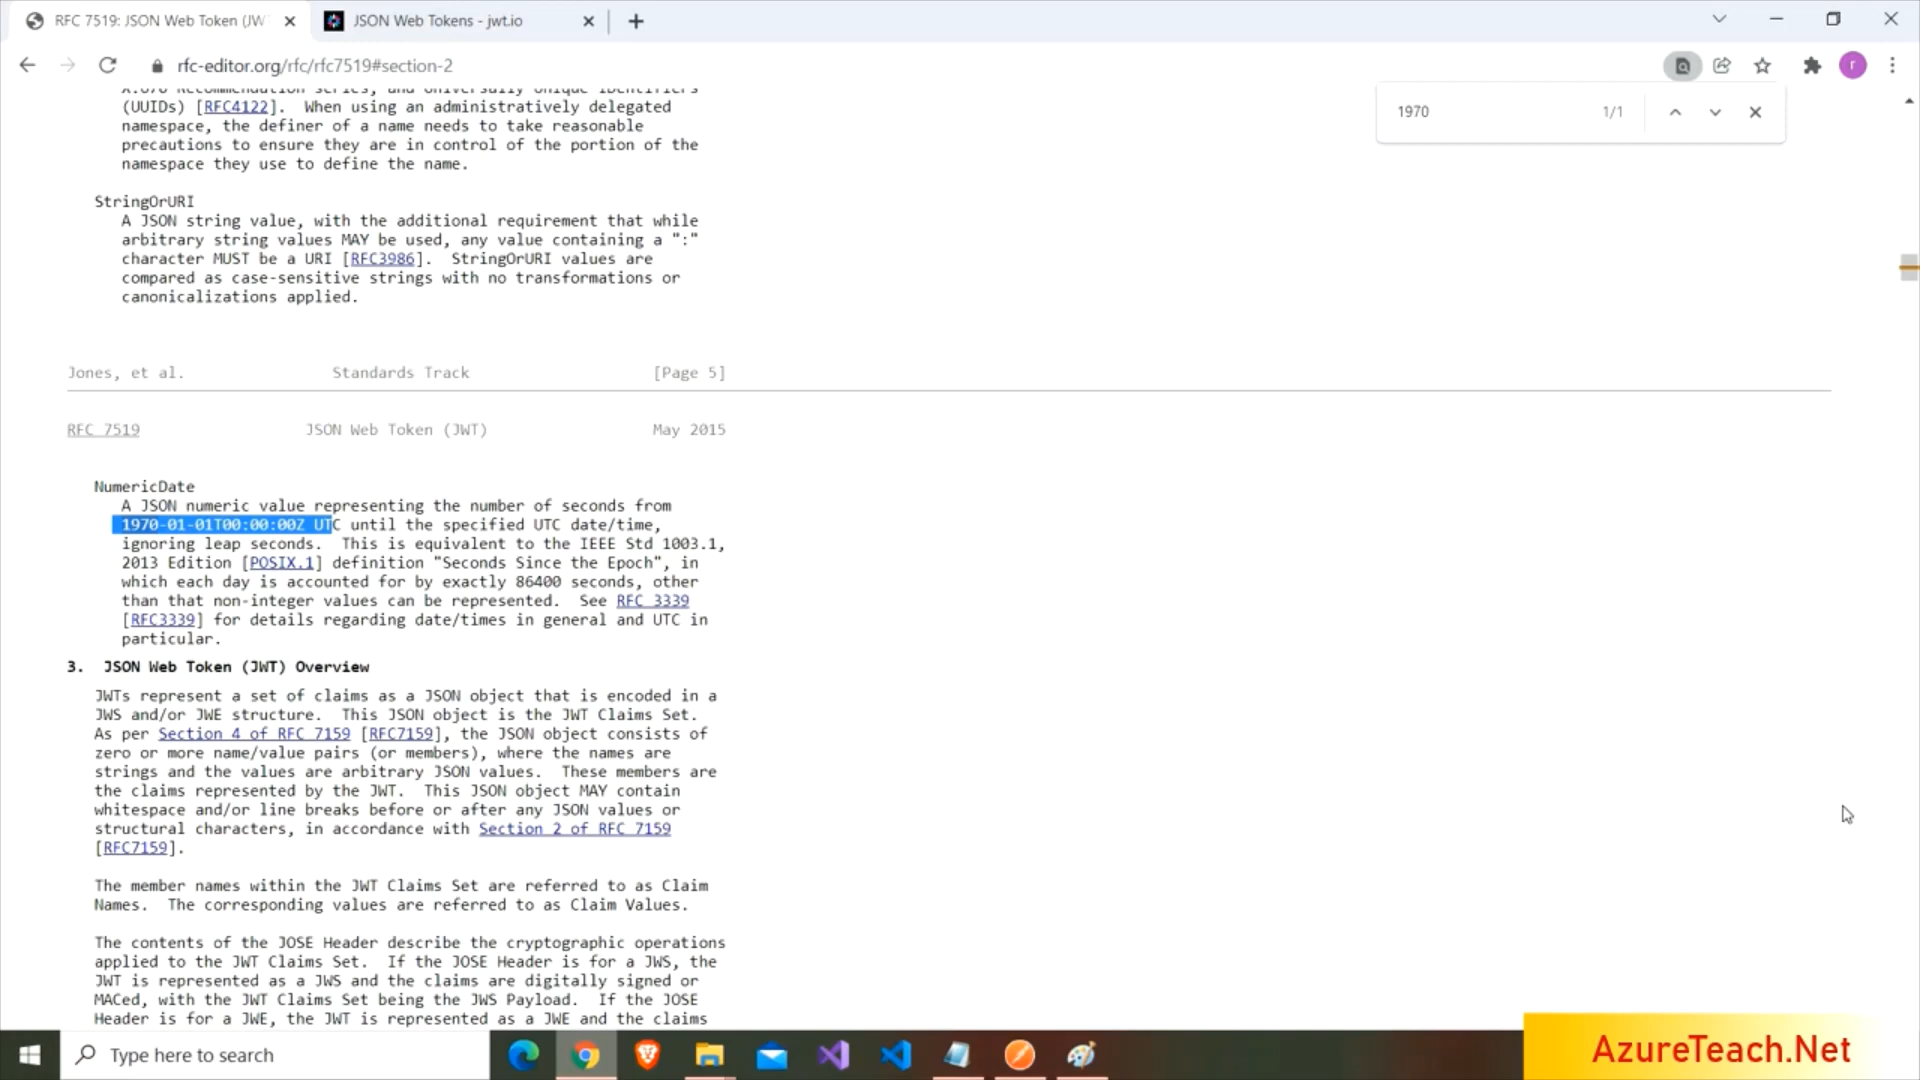 RFC 7519: JSON Web Token (JW
JSON Web Tokens - jwt.io
rfc-editor.org/rfc/rfc7519#section-2
1970
1/1
X.670 Recommendation series, and Universally Unique IDentifiers
(UUIDs) [RFC4122].  When using an administratively delegated
namespace, the definer of a name needs to take reasonable
precautions to ensure they are in control of the portion of the
namespace they use to define the name.
StringOrURI
A JSON string value, with the additional requirement that while
arbitrary string values MAY be used, any value containing a ":"
character MUST be a URI [RFC3986].  StringOrURI values are
compared as case-sensitive strings with no transformations or
canonicalizations applied.
Jones, et al. Standards Track [Page 5]
RFC 7519 JSON Web Token (JWT) May 2015
NumericDate
A JSON numeric value representing the number of seconds from
1970-01-01T00:00:00Z UTC until the specified UTC date/time,
ignoring leap seconds.  This is equivalent to the IEEE Std 1003.1,
2013 Edition [POSIX.1] definition "Seconds Since the Epoch", in
which each day is accounted for by exactly 86400 seconds, other
than that non-integer values can be represented.  See RFC 3339
[RFC3339] for details regarding date/times in general and UTC in
particular.
3.  JSON Web Token (JWT) Overview
JWTs represent a set of claims as a JSON object that is encoded in a
JWS and/or JWE structure.  This JSON object is the JWT Claims Set.
As per Section 4 of RFC 7159 [RFC7159], the JSON object consists of
zero or more name/value pairs (or members), where the names are
strings and the values are arbitrary JSON values.  These members are
the claims represented by the JWT.  This JSON object MAY contain
whitespace and/or line breaks before or after any JSON values or
structural characters, in accordance with Section 2 of RFC 7159
[RFC7159].
The member names within the JWT Claims Set are referred to as Claim
Names.  The corresponding values are referred to as Claim Values.
The contents of the JOSE Header describe the cryptographic operations
applied to the JWT Claims Set.  If the JOSE Header is for a JWS, the
JWT is represented as a JWS and the claims are digitally signed or
MACed, with the JWT Claims Set being the JWS Payload.  If the JOSE
Header is for a JWE, the JWT is represented as a JWE and the claims
Type here to search
AzureTeach.Net